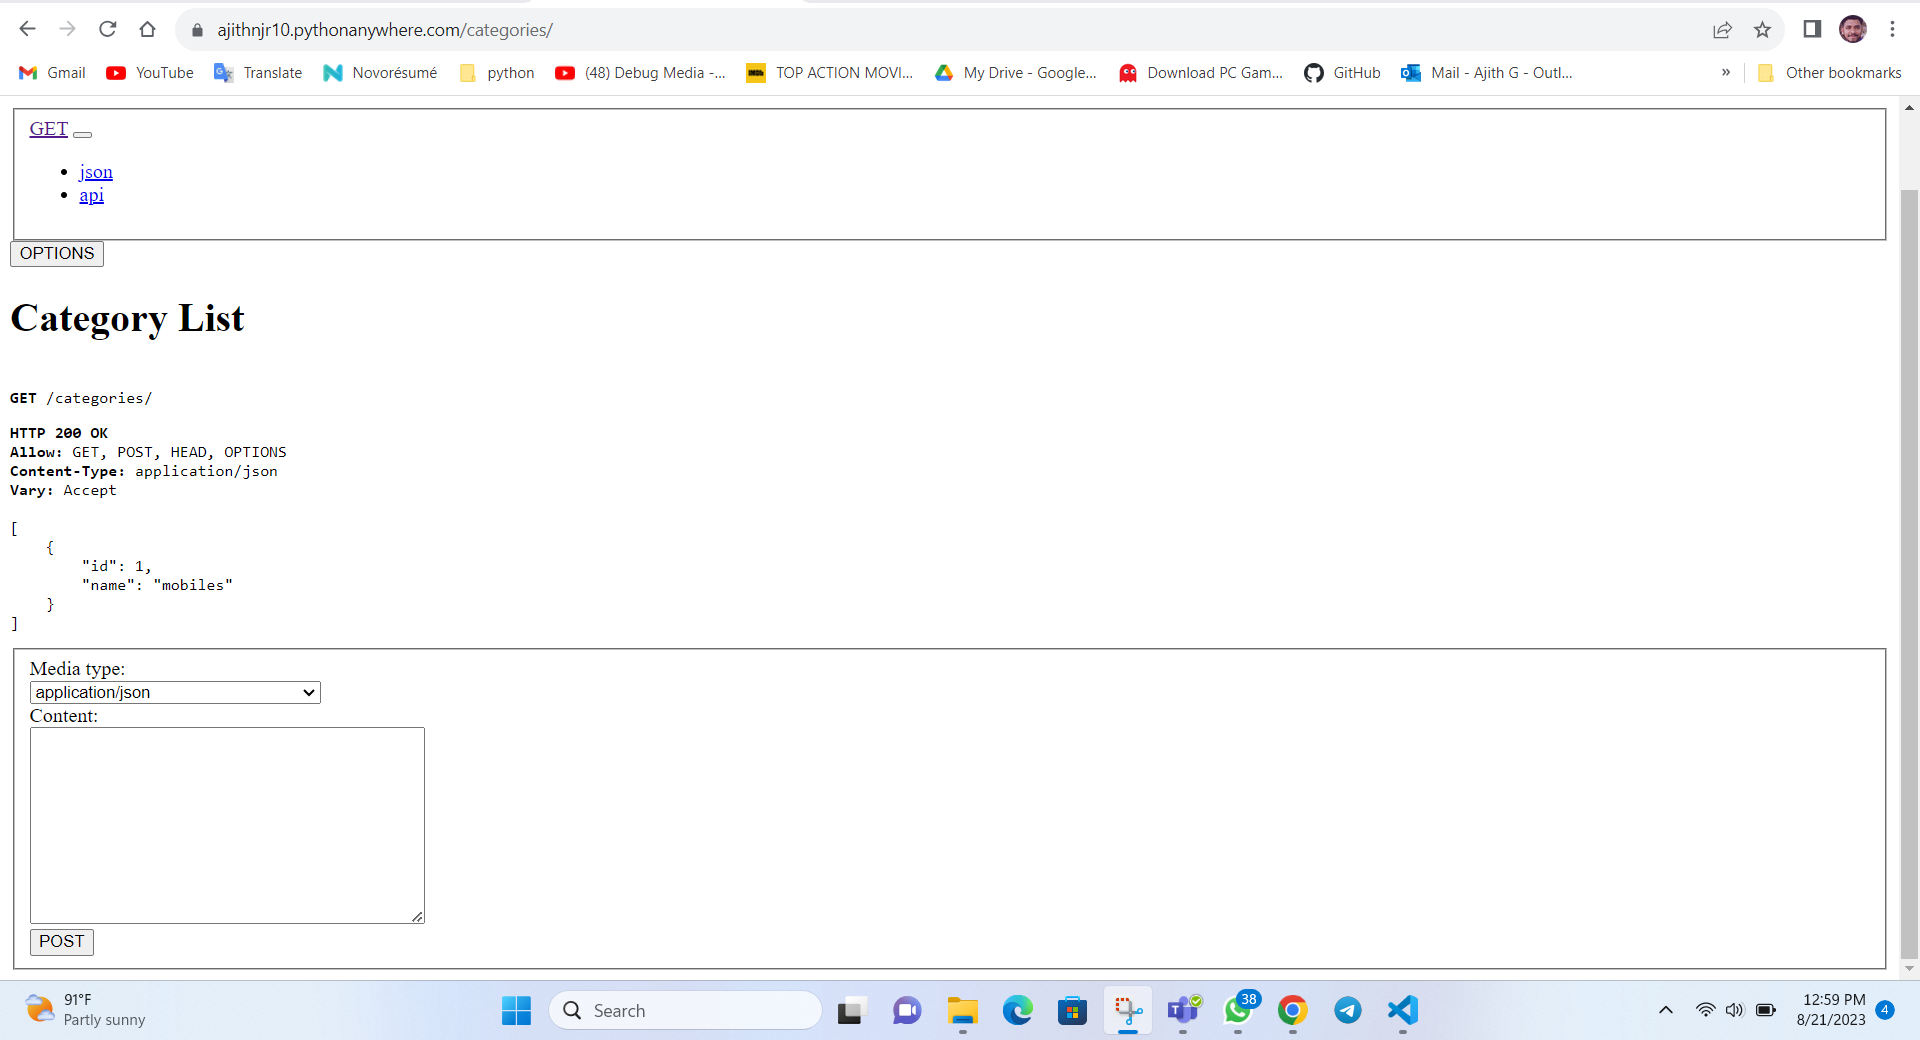 ajithnjr10.pythonanywhere.com/categories/
Gmail YouTube Translate Novorésumé python (48) Debug Media -... TOP ACTION MOVI... My Drive - Google... Download PC Gam... GitHub Mail - Ajith G - Outl... » Other bookmarks
GET
json
api
OPTIONS
Category List
GET /categories/
HTTP 200 OK
Allow: GET, POST, HEAD, OPTIONS
Content-Type: application/json
Vary: Accept
[
{
"id": 1,
"name": "mobiles"
}
]
Media type:
application/json
Content:
POST
91°F
Partly sunny
Search
38
12:59 PM
8/21/2023
4